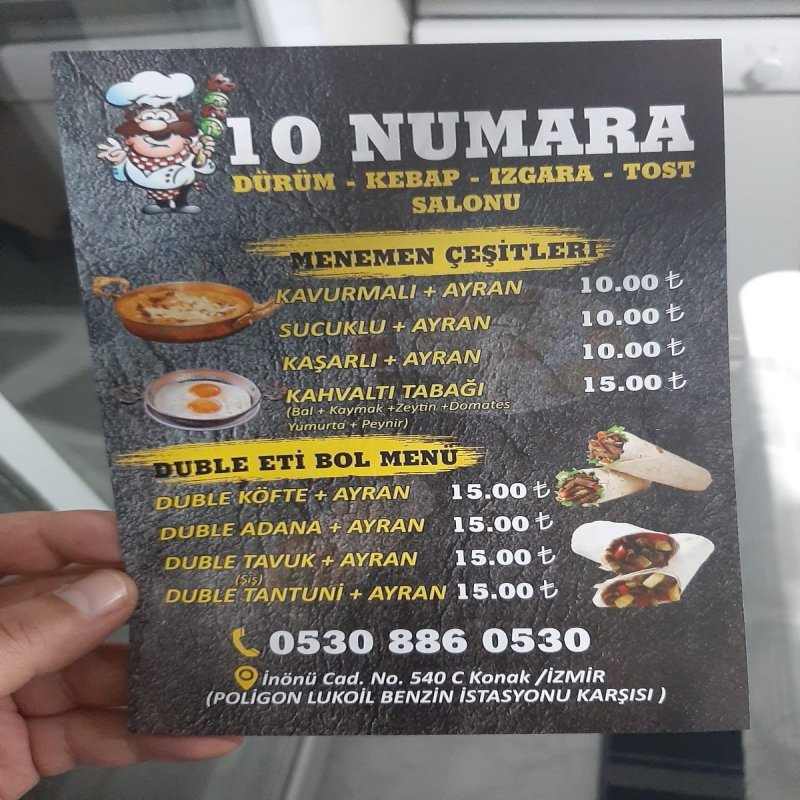 10 NUMARA
DÜRÜM - KEBAP - IZGARA - TOST
SALONU
MENEMEN ÇEŞİTLERİ
KAVURMALI + AYRAN 10.00 ₺
SUCUKLU + AYRAN 10.00 ₺
KAŞARLI + AYRAN 10.00 ₺
KAHVALTI TABAĞI 15.00 ₺
(Bal + Kaymak +Zeytin +Domates
Yumurta + Peynir)
DUBLE ETİ BOL MENÜ
DUBLE KÖFTE + AYRAN 15.00 ₺
DUBLE ADANA + AYRAN 15.00 ₺
DUBLE TAVUK + AYRAN 15.00 ₺
(Şiş)
DUBLE TANTUNİ + AYRAN 15.00 ₺
0530 886 0530
İnönü Cad. No. 540 C Konak /İZMİR
(POLİGON LUKOİL BENZİN İSTASYONU KARŞISI )